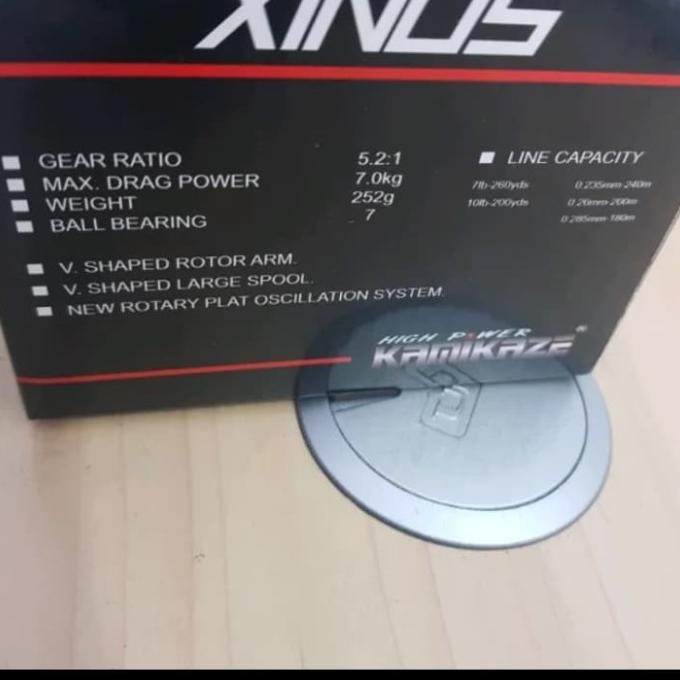 XINUS
GEAR RATIO 5.2:1
MAX. DRAG POWER 7.0kg
WEIGHT 252g
BALL BEARING 7
LINE CAPACITY
7lb-260yds 0.235mm-240m
10lb-200yds 0.26mm-200m
0.285mm-180m
V. SHAPED ROTOR ARM.
V. SHAPED LARGE SPOOL.
NEW ROTARY PLAT OSCILLATION SYSTEM.
HIGH POWER
KAMIKAZE®